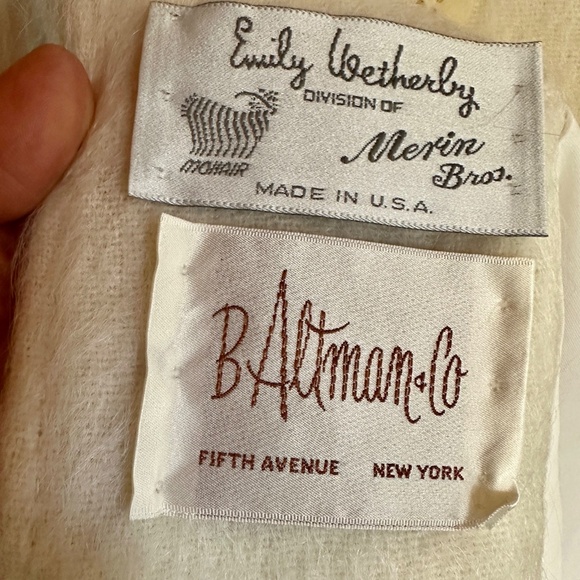 Emily Wetherby
DIVISION OF
MOHAIR
Merin
Bros.
MADE IN U.S.A.
B Altman & Co
FIFTH AVENUE NEW YORK